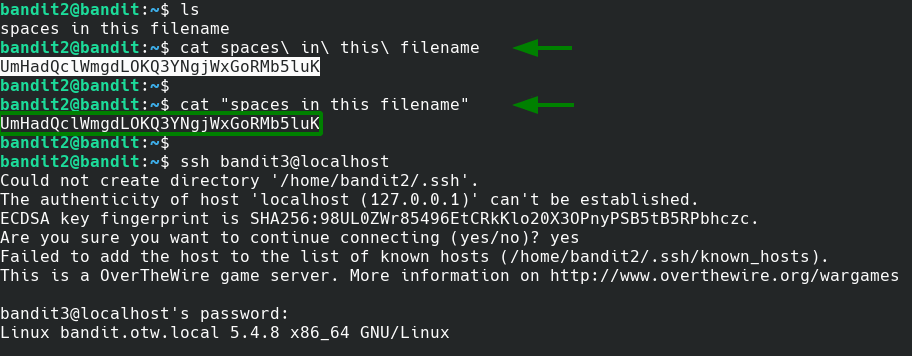 bandit2@bandit:~$ ls
spaces in this filename
bandit2@bandit:~$ cat spaces\ in\ this\ filename
UmHadQclWmgdLOKQ3YNgjWxGoRMb5luK
bandit2@bandit:~$
bandit2@bandit:~$ cat "spaces in this filename"
UmHadQclWmgdLOKQ3YNgjWxGoRMb5luK
bandit2@bandit:~$
bandit2@bandit:~$ ssh bandit3@localhost
Could not create directory '/home/bandit2/.ssh'.
The authenticity of host 'localhost (127.0.0.1)' can't be established.
ECDSA key fingerprint is SHA256:98UL0ZWr85496EtCRkKlo20X3OPnyPSB5tB5RPbhczc.
Are you sure you want to continue connecting (yes/no)? yes
Failed to add the host to the list of known hosts (/home/bandit2/.ssh/known_hosts).
This is a OverTheWire game server. More information on http://www.overthewire.org/wargames
bandit3@localhost's password:
Linux bandit.otw.local 5.4.8 x86_64 GNU/Linux